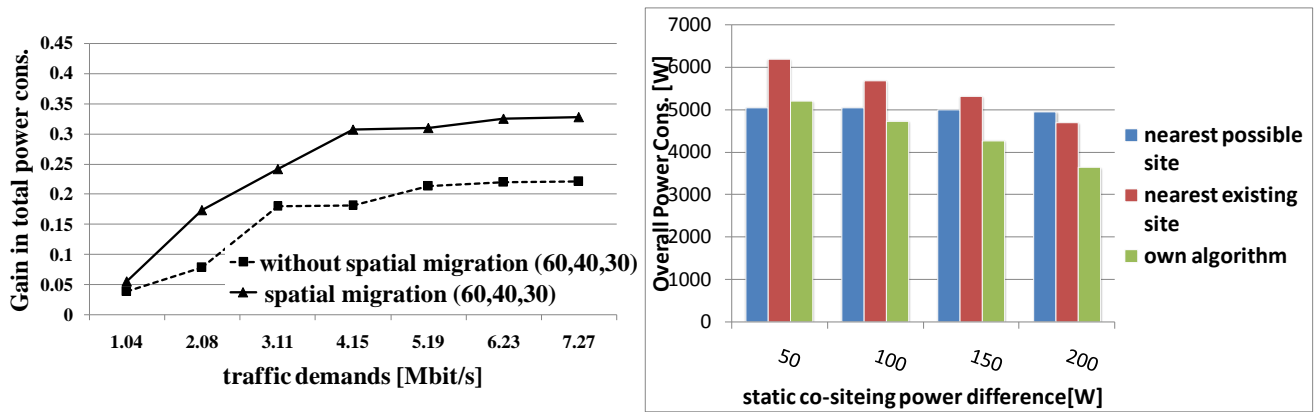 Gain in total power cons.
0.45
0.4
0.35
0.3
0.25
0.2
0.15
0.1
0.05
0
without spatial migration (60,40,30)
spatial migration (60,40,30)
1.04 2.08 3.11 4.15 5.19 6.23 7.27
traffic demands [Mbit/s]
Overall Power Cons. [W]
7000
6000
5000
4000
3000
2000
1000
0
50 100 150 200
static co-siteing power difference[W]
nearest possible
site
nearest existing
site
own algorithm